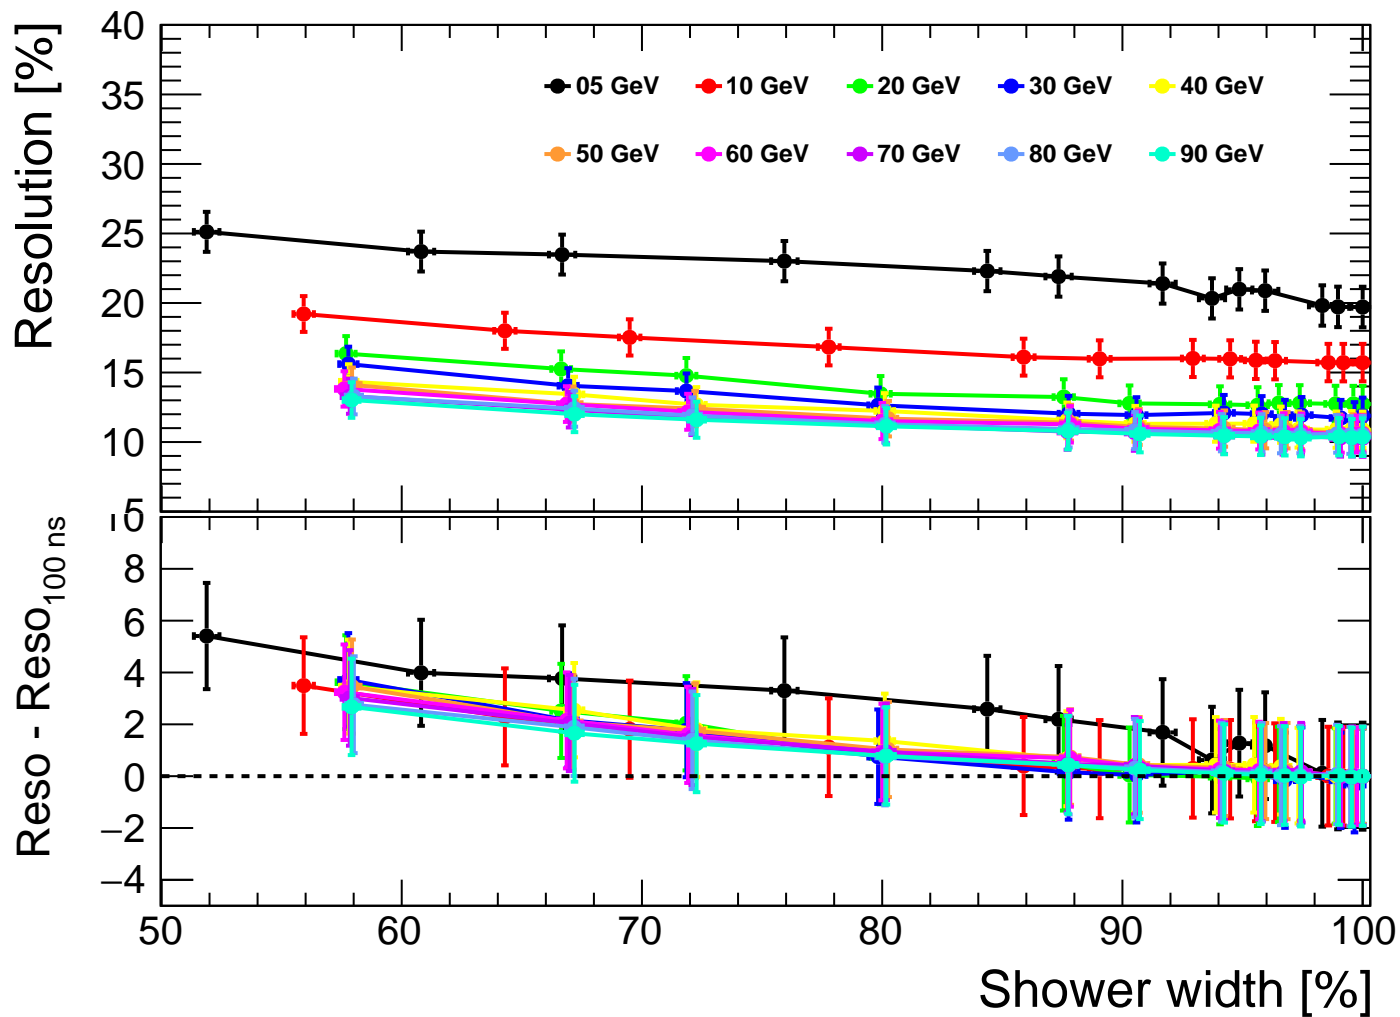 Resolution [%]
40
35
30
25
20
15
10
5
05 GeV
10 GeV
20 GeV
30 GeV
40 GeV
50 GeV
60 GeV
70 GeV
80 GeV
90 GeV
Reso - Reso100 ns
10
8
6
4
2
0
−2
−4
50
60
70
80
90
100
Shower width [%]